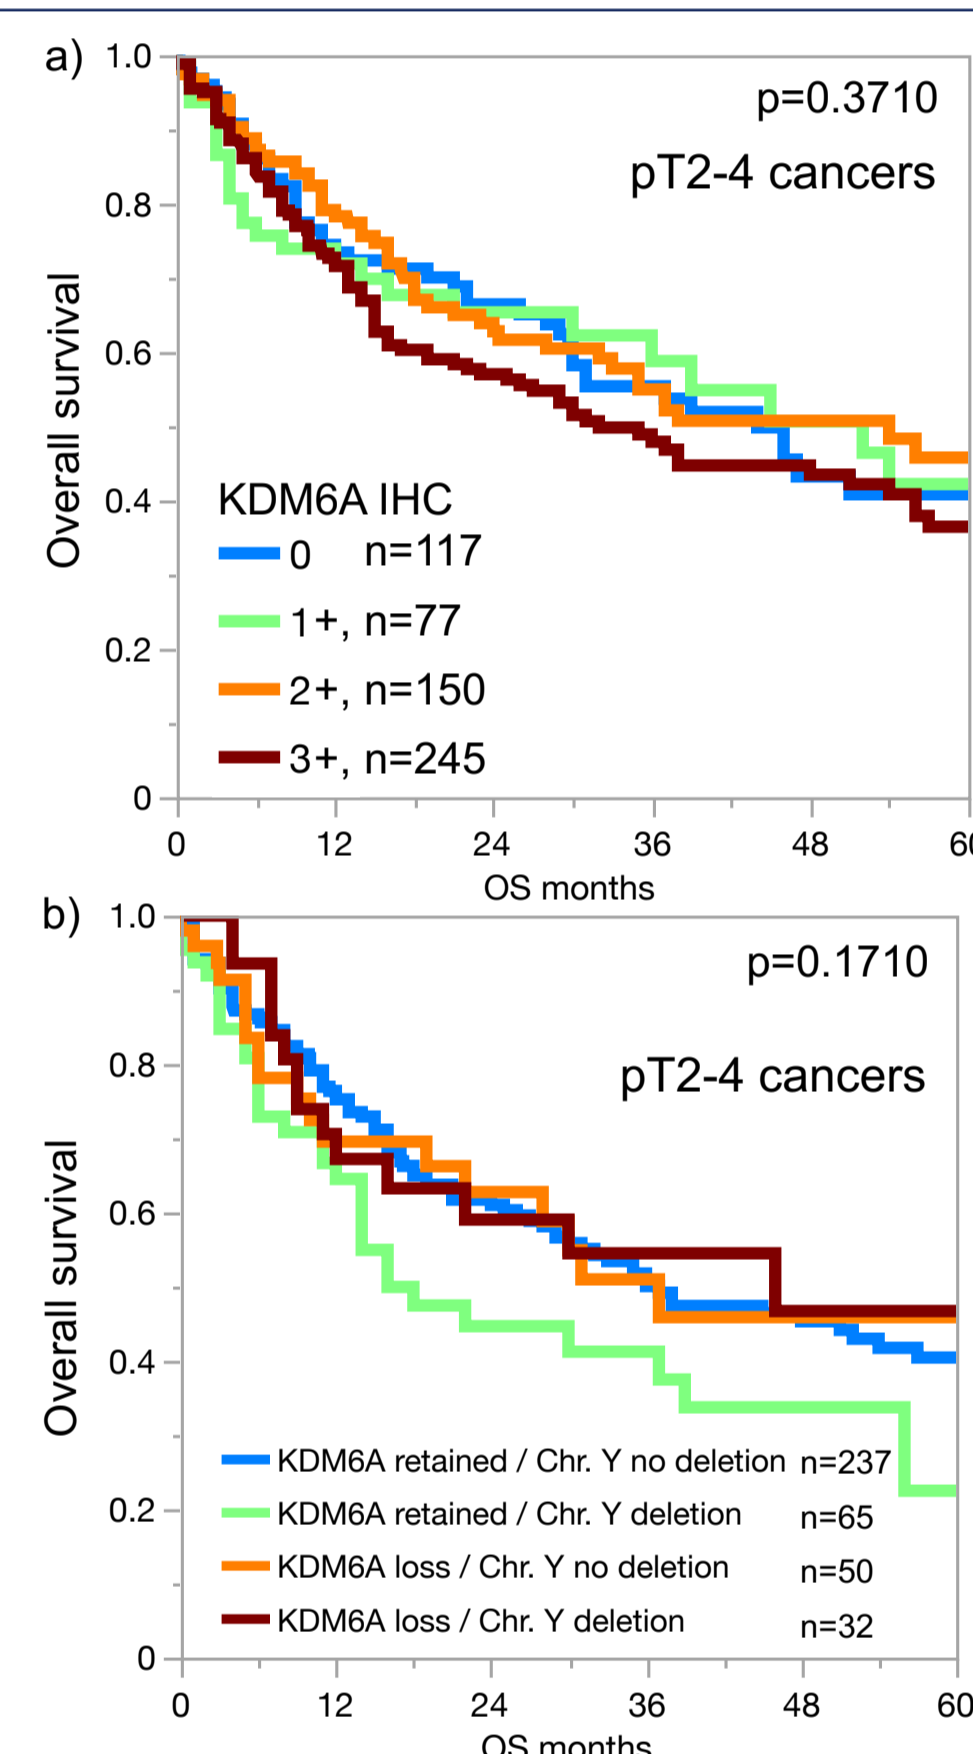 a)
1.0
p=0.3710
pT2-4 cancers
0.8
0.6
Overall survival
0.4
KDM6A IHC
0 n=117
1+, n=77
0.2
2+, n=150
3+, n=245
0
0 12 24 36 48 60
OS months
b)
1.0
p=0.1710
0.8
pT2-4 cancers
0.6
Overall survival
0.4
KDM6A retained / Chr. Y no deletion n=237
0.2
KDM6A retained / Chr. Y deletion n=65
KDM6A loss / Chr. Y no deletion n=50
KDM6A loss / Chr. Y deletion n=32
0
0 12 24 36 48 60
OS months